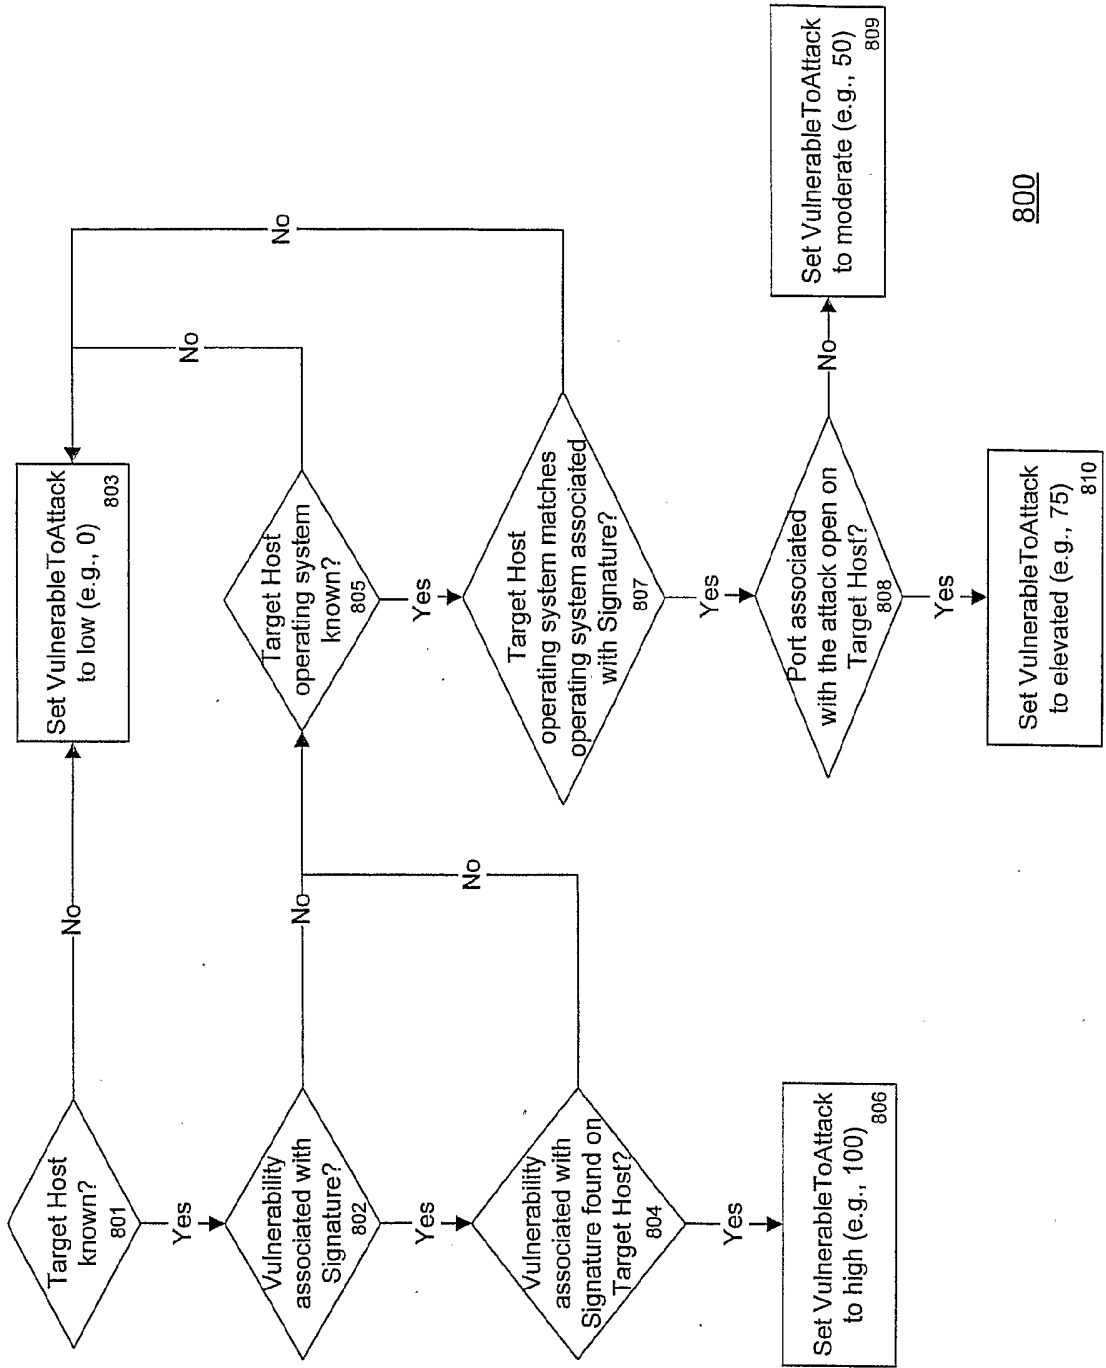 Target Host
known?
801
No
Set VulnerableToAttack
to low (e.g., 0)
803
Yes
Vulnerability
associated with
Signature?
802
No
Target Host
operating system
known?
805
No
Yes
Yes
Vulnerability
associated with
Signature found on
Target Host?
804
No
Target Host
operating system matches
operating system associated
with Signature?
807
No
Yes
Yes
Set VulnerableToAttack
to high (e.g., 100)
806
Port associated
with the attack open on
Target Host?
808
No
Set VulnerableToAttack
to moderate (e.g., 50)
809
Yes
Set VulnerableToAttack
to elevated (e.g., 75)
810
800